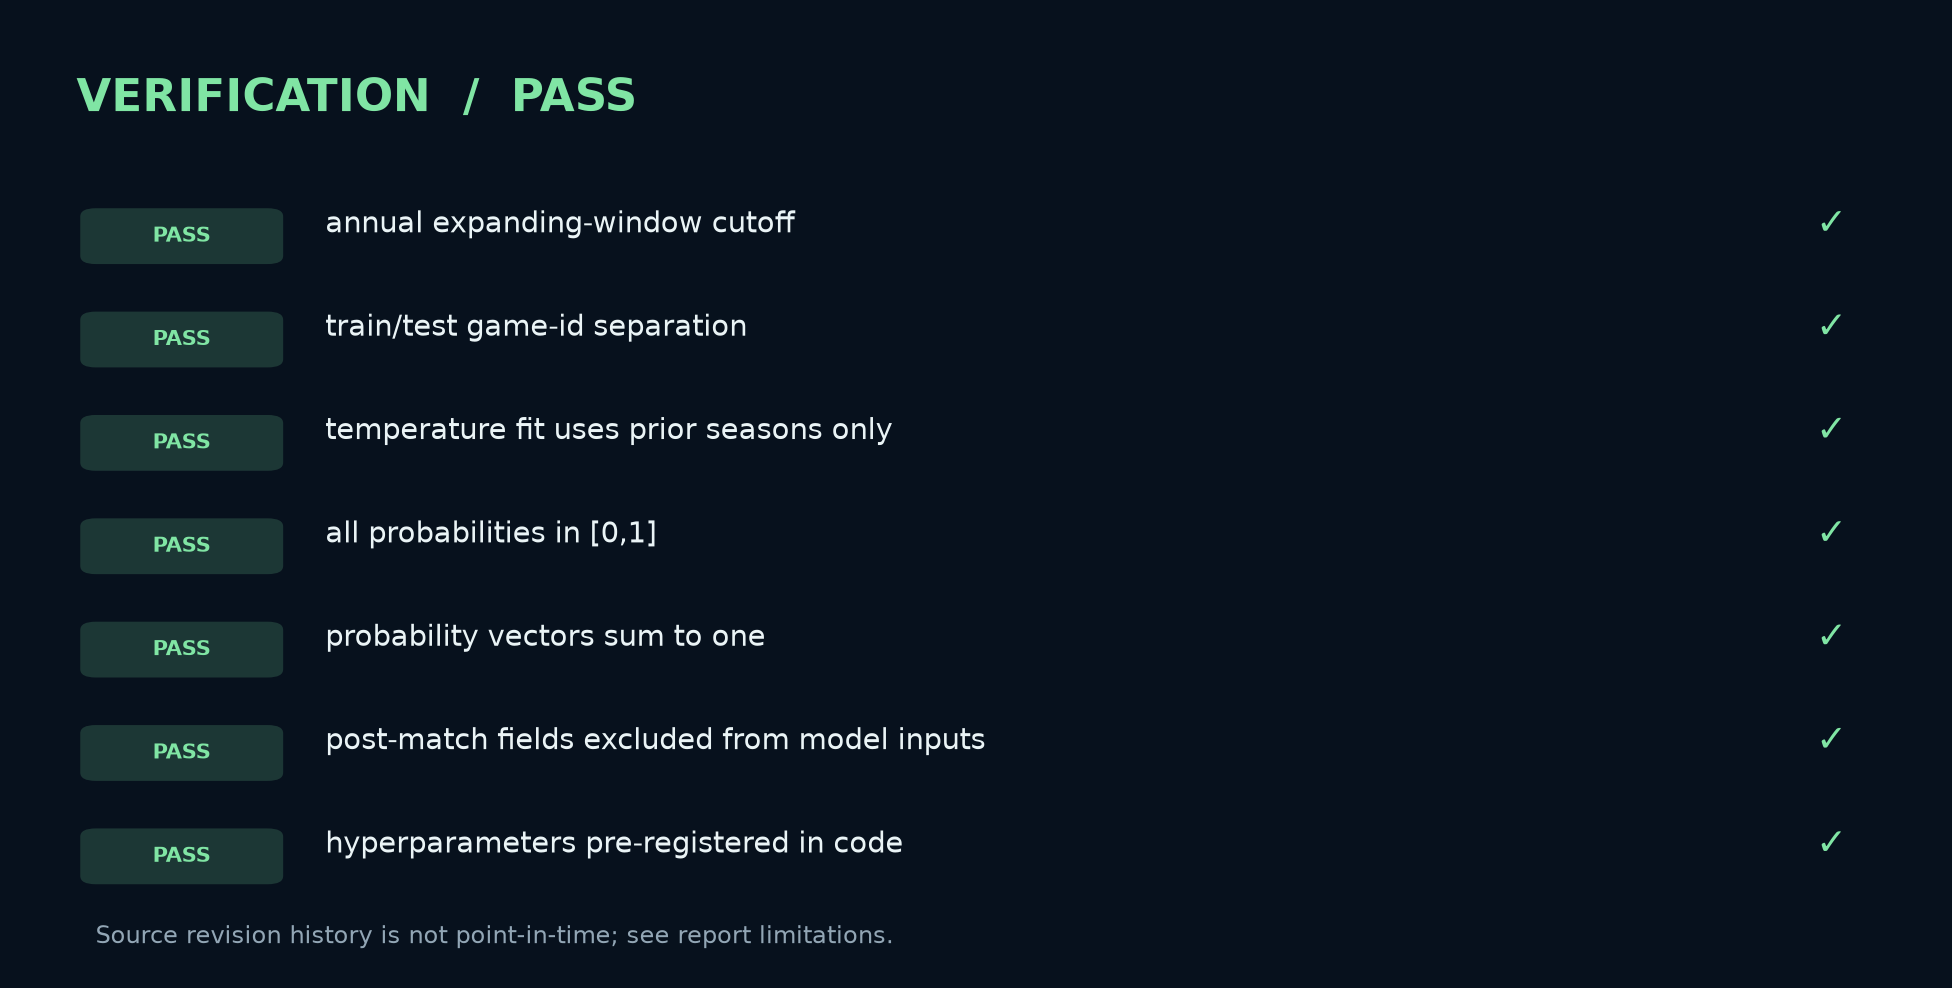 VERIFICATION / PASS
PASS annual expanding-window cutoff ✓
PASS train/test game-id separation ✓
PASS temperature fit uses prior seasons only ✓
PASS all probabilities in [0,1] ✓
PASS probability vectors sum to one ✓
PASS post-match fields excluded from model inputs ✓
PASS hyperparameters pre-registered in code ✓
Source revision history is not point-in-time; see report limitations.